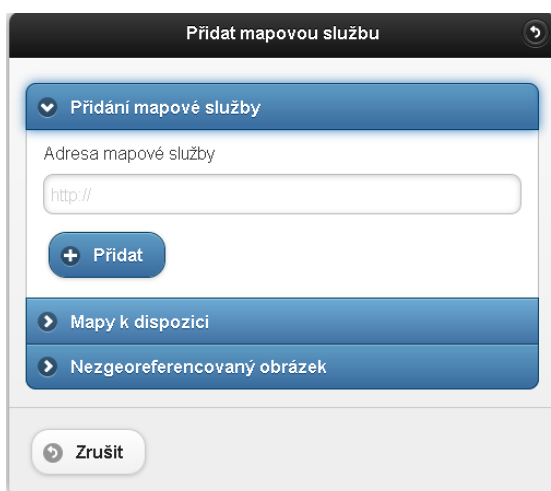 Přidat mapovou službu
Přidání mapové služby
Adresa mapové služby
http://
Přidat
Mapy k dispozici
Nezgeoreferencovaný obrázek
Zrušit